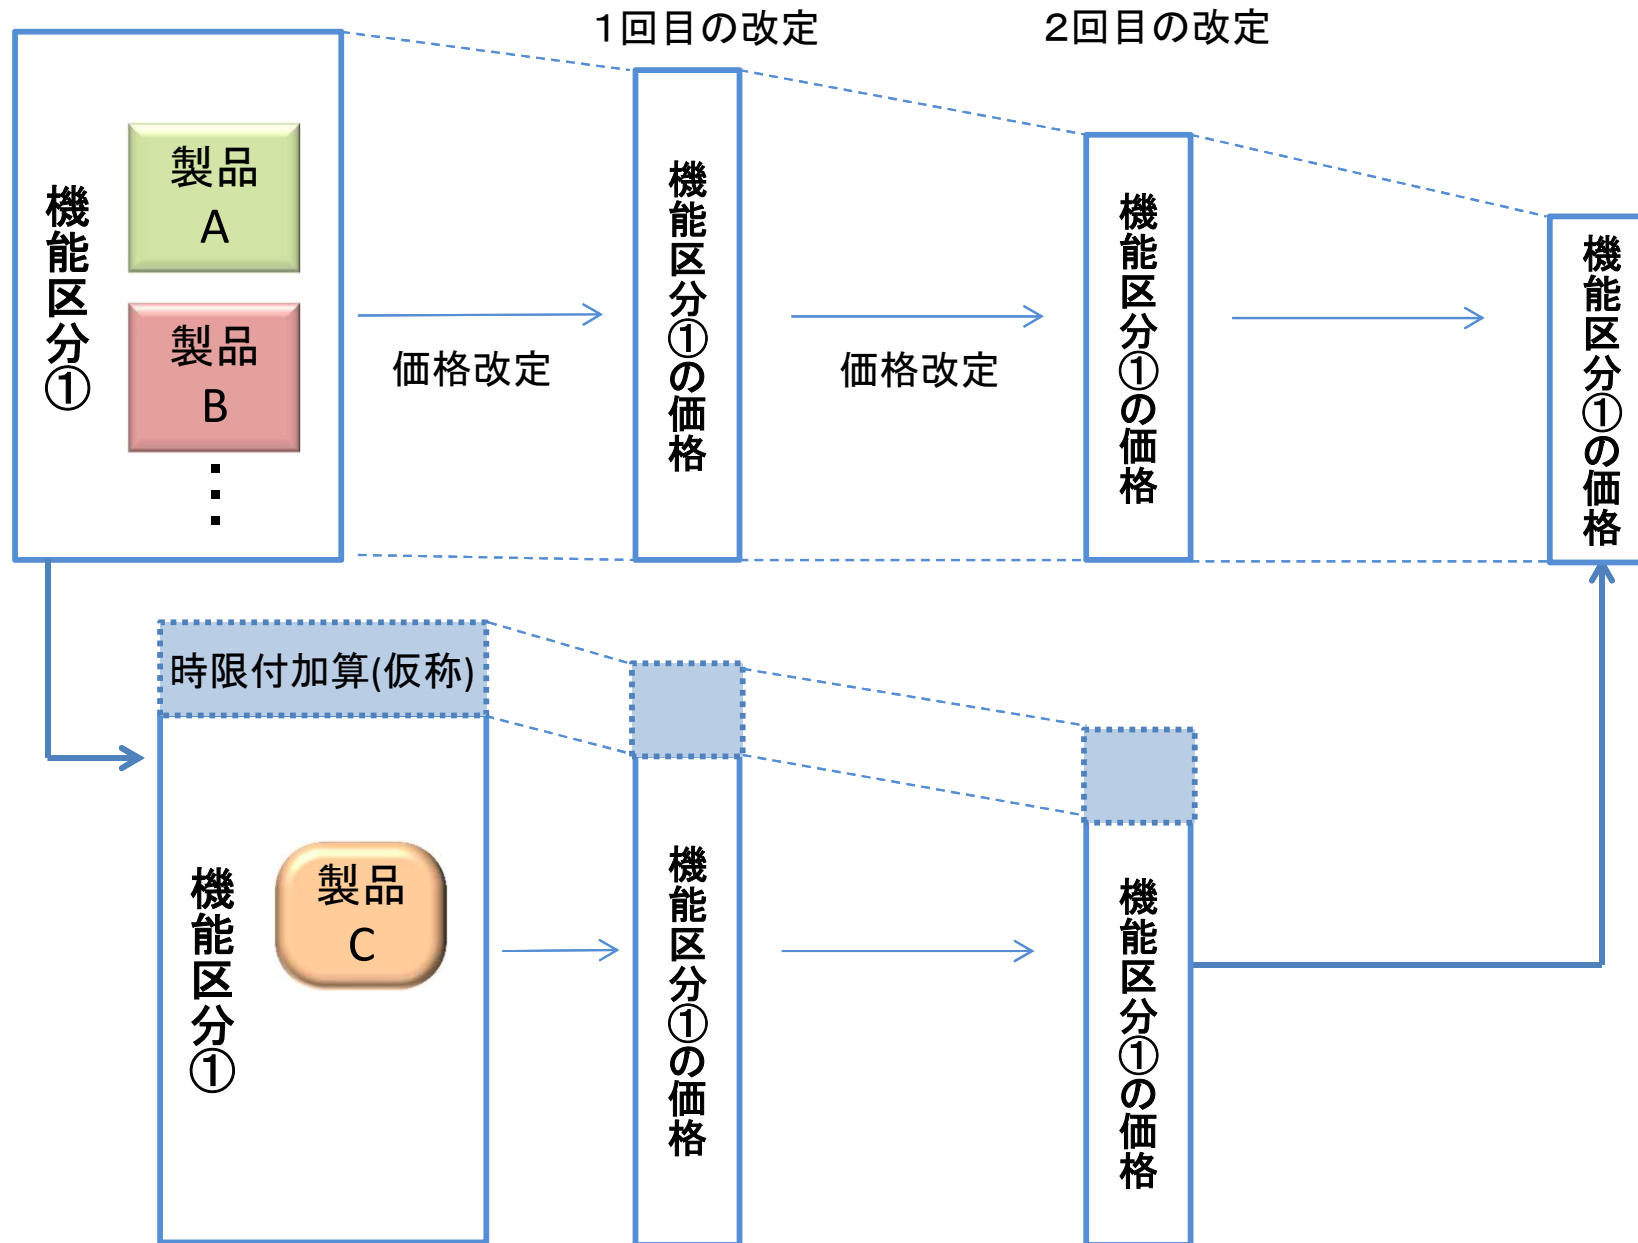 1回目の改定
2回目の改定
機能区分①
製品
A
製品
B
⋮
価格改定
機能区分①の価格
価格改定
機能区分①の価格
機能区分①の価格
時限付加算(仮称)
機能区分①
製品
C
機能区分①の価格
機能区分①の価格